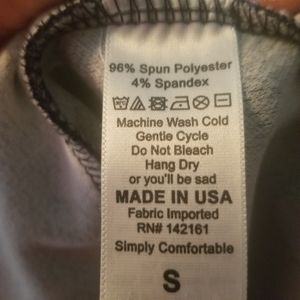 96% Spun Polyester
4% Spandex
Machine Wash Cold
Gentle Cycle
Do Not Bleach
Hang Dry
or you'll be sad
MADE IN USA
Fabric Imported
RN# 142161
Simply Comfortable
S